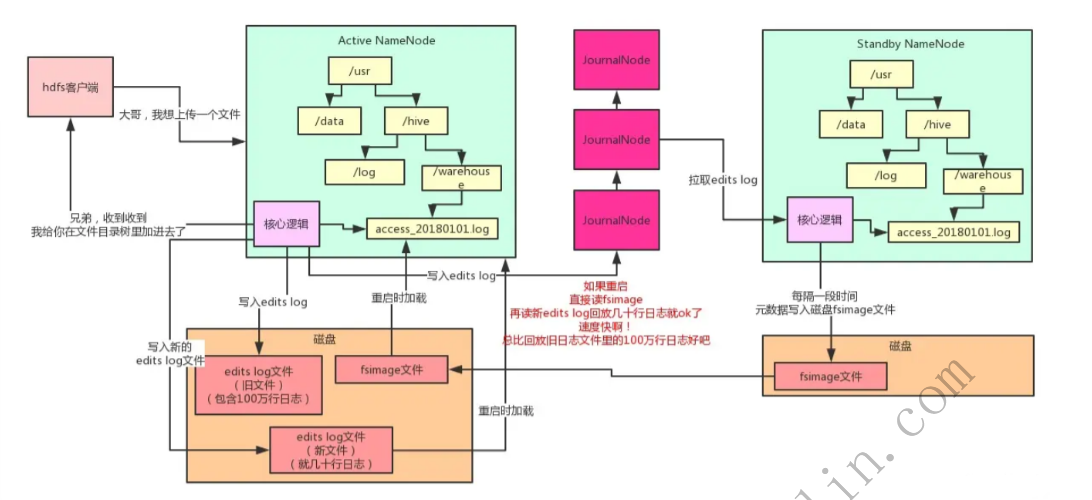 Active NameNode
Standby NameNode
hdfs客户端
大哥，我想上传一个文件
/usr
/data
/hive
/log
/warehou
se
access_20180101.log
核心逻辑
兄弟，收到收到
我给你在文件目录树里加进去了
JournalNode
JournalNode
JournalNode
拉取edits log
/usr
/data
/hive
/log
/warehous
e
access_20180101.log
核心逻辑
写入edits log
写入edits log
重启时加载
如果重启
直接读fsimage
再读新edits log回放几十行日志就ok了
速度快啊！
总比回放旧日志文件里的100万行日志好吧
每隔一段时间
元数据写入磁盘fsimage文件
写入新的
edits log文件
磁盘
edits log文件
（旧文件）
（包含100万行日志）
fsimage文件
重启时加载
edits log文件
（新文件）
（就几十行日志）
磁盘
fsimage文件
lin.com